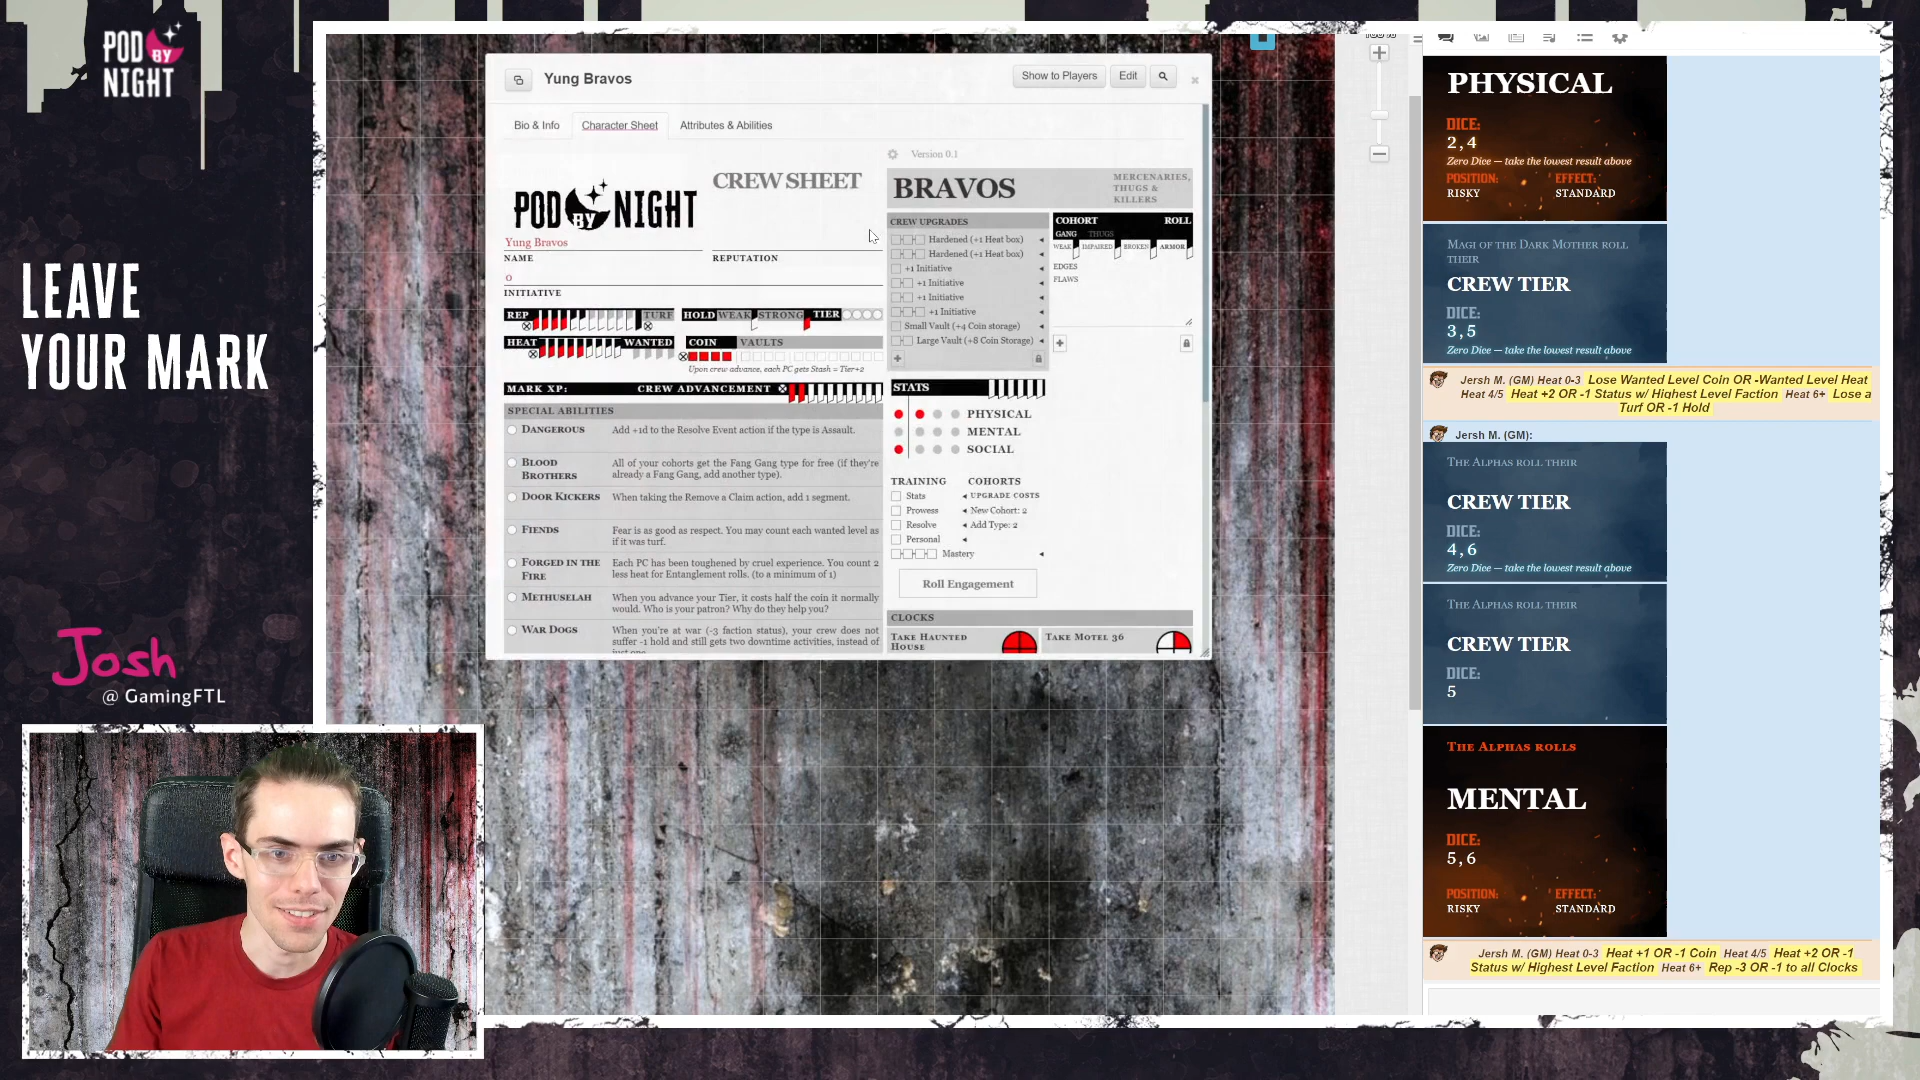 POD BY NIGHT
LEAVE
YOUR MARK
Josh
@ GamingFTL
Yung Bravos
Show to Players
Edit
Bio & Info
Character Sheet
Attributes & Abilities
Version 0.1
POD BY NIGHT
CREW SHEET
Yung Bravos
NAME
REPUTATION
0
INITIATIVE
REP
TURF
HOLD
WEAK
STRONG
TIER
HEAT
WANTED
COIN
VAULTS
Upon crew advance, each PC gets Stash = Tier+2
MARK XP:
CREW ADVANCEMENT
SPECIAL ABILITIES
DANGEROUS
Add +1d to the Resolve Event action if the type is Assault.
BLOOD
BROTHERS
All of your cohorts get the Fang Gang type for free (if they're
already a Fang Gang, add another type).
DOOR KICKERS
When taking the Remove a Claim action, add 1 segment.
FIENDS
Fear is as good as respect. You may count each wanted level as
if it was turf.
FORGED IN THE
FIRE
Each PC has been toughened by cruel experience. You count 2
less heat for Entanglement rolls. (to a minimum of 1)
METHUSELAH
When you advance your Tier, it costs half the coin it normally
would. Who is your patron? Why do they help you?
WAR DOGS
When you're at war (-3 faction status), your crew does not
suffer -1 hold and still gets two downtime activities, instead of
just one.
BRAVOS
MERCENARIES,
THUGS &
KILLERS
CREW UPGRADES
Hardened (+1 Heat box)
Hardened (+1 Heat box)
+1 Initiative
+1 Initiative
+1 Initiative
+1 Initiative
Small Vault (+4 Coin storage)
Large Vault (+8 Coin Storage)
COHORT
ROLL
GANG
THUGS
WEAK
IMPAIRED
BROKEN
ARMOR
EDGES
FLAWS
STATS
PHYSICAL
MENTAL
SOCIAL
TRAINING
Stats
Prowess
Resolve
Personal
Mastery
COHORTS
UPGRADE COSTS
New Cohort: 2
Add Type: 2
Roll Engagement
CLOCKS
TAKE HAUNTED
HOUSE
TAKE MOTEL 36
PHYSICAL
DICE:
2,4
Zero Dice — take the lowest result above
POSITION:
EFFECT:
RISKY
STANDARD
MAGI OF THE DARK MOTHER ROLL
THEIR
CREW TIER
DICE:
3,5
Zero Dice — take the lowest result above
Jersh M. (GM) Heat 0-3 Lose Wanted Level Coin OR -Wanted Level Heat
Heat 4/5 Heat +2 OR -1 Status w/ Highest Level Faction Heat 6+ Lose a
Turf OR -1 Hold
Jersh M. (GM):
THE ALPHAS ROLL THEIR
CREW TIER
DICE:
4,6
Zero Dice — take the lowest result above
THE ALPHAS ROLL THEIR
CREW TIER
DICE:
5
THE ALPHAS ROLLS
MENTAL
DICE:
5,6
POSITION:
EFFECT:
RISKY
STANDARD
Jersh M. (GM) Heat 0-3 Heat +1 OR -1 Coin Heat 4/5 Heat +2 OR -1
Status w/ Highest Level Faction Heat 6+ Rep -3 OR -1 to all Clocks